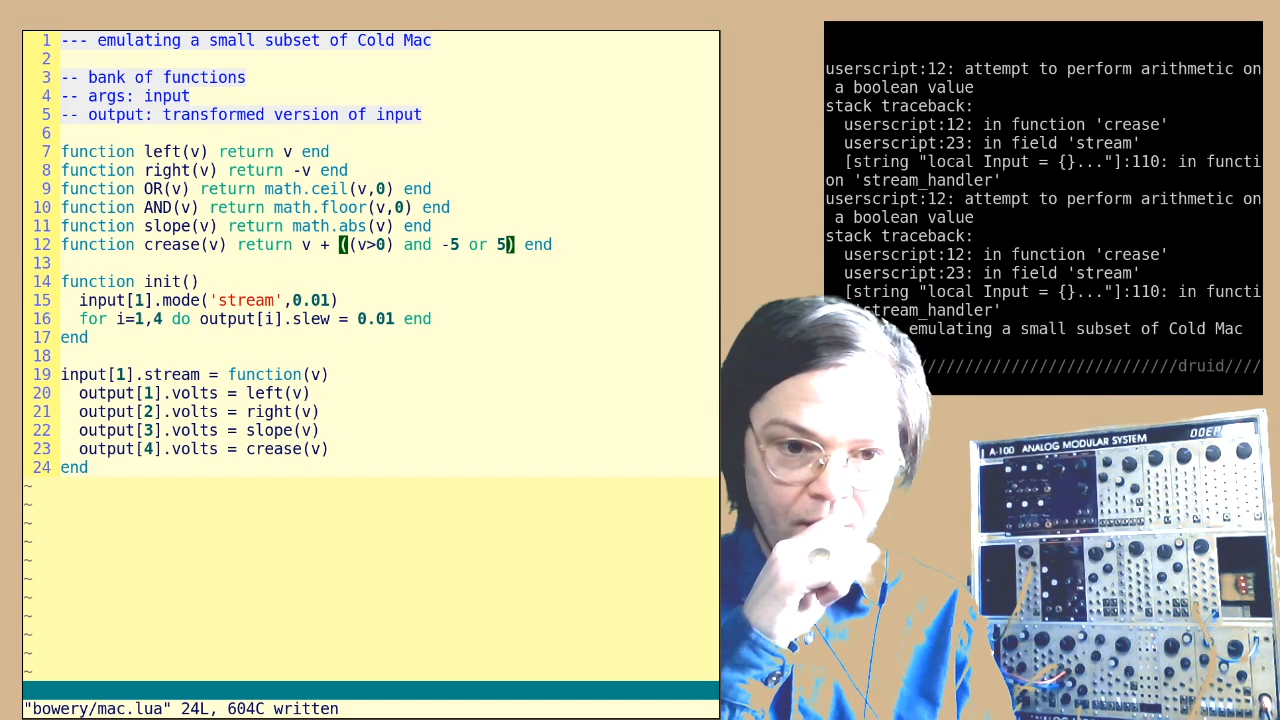 1 --- emulating a small subset of Cold Mac
2
3 -- bank of functions
4 -- args: input
5 -- output: transformed version of input
6
7 function left(v) return v end
8 function right(v) return -v end
9 function OR(v) return math.ceil(v,0) end
10 function AND(v) return math.floor(v,0) end
11 function slope(v) return math.abs(v) end
12 function crease(v) return v + ((v>0) and -5 or 5) end
13
14 function init()
15   input[1].mode('stream',0.01)
16   for i=1,4 do output[i].slew = 0.01 end
17 end
18
19 input[1].stream = function(v)
20   output[1].volts = left(v)
21   output[2].volts = right(v)
22   output[3].volts = slope(v)
23   output[4].volts = crease(v)
24 end
~
~
~
~
~
~
~
~
~
~
~
"bowery/mac.lua" 24L, 604C written
userscript:12: attempt to perform arithmetic on
 a boolean value
stack traceback:
  userscript:12: in function 'crease'
  userscript:23: in field 'stream'
  [string "local Input = {}..."]:110: in functi
on 'stream_handler'
userscript:12: attempt to perform arithmetic on
 a boolean value
stack traceback:
  userscript:12: in function 'crease'
  userscript:23: in field 'stream'
  [string "local Input = {}..."]:110: in functi
'stream_handler'
emulating a small subset of Cold Mac
///////////////////////////druid////
A-100 ANALOG MODULAR SYSTEM